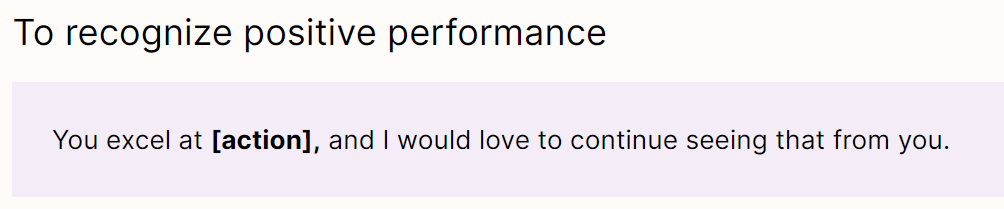 To recognize positive performance
You excel at [action], and I would love to continue seeing that from you.